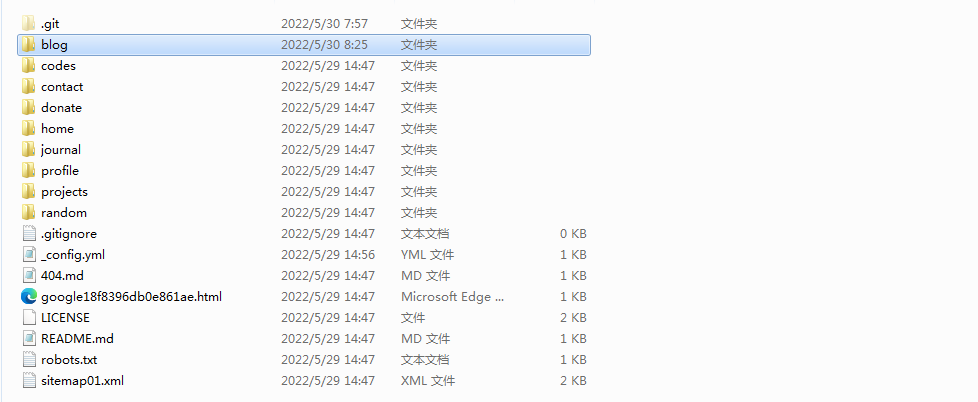 .git 2022/5/30 7:57 文件夹
blog 2022/5/30 8:25 文件夹
codes 2022/5/29 14:47 文件夹
contact 2022/5/29 14:47 文件夹
donate 2022/5/29 14:47 文件夹
home 2022/5/29 14:47 文件夹
journal 2022/5/29 14:47 文件夹
profile 2022/5/29 14:47 文件夹
projects 2022/5/29 14:47 文件夹
random 2022/5/29 14:47 文件夹
.gitignore 2022/5/29 14:47 文本文档 0 KB
_config.yml 2022/5/29 14:56 YML 文件 1 KB
404.md 2022/5/29 14:47 MD 文件 1 KB
google18f8396db0e861ae.html 2022/5/29 14:47 Microsoft Edge ... 1 KB
LICENSE 2022/5/29 14:47 文件 2 KB
README.md 2022/5/29 14:47 MD 文件 1 KB
robots.txt 2022/5/29 14:47 文本文档 1 KB
sitemap01.xml 2022/5/29 14:47 XML 文件 2 KB